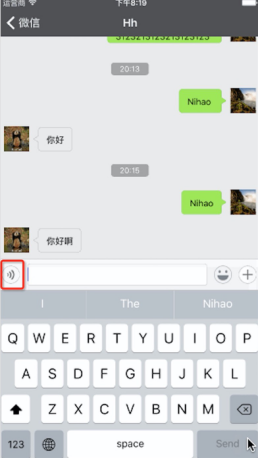 运营商 下午8:19
微信 Hh
3123213123123123123
20:13
Nihao
你好
20:15
Nihao
你好啊
I The Nihao
Q W E R T Y U I O P
A S D F G H J K L
Z X C V B N M
123 space Send